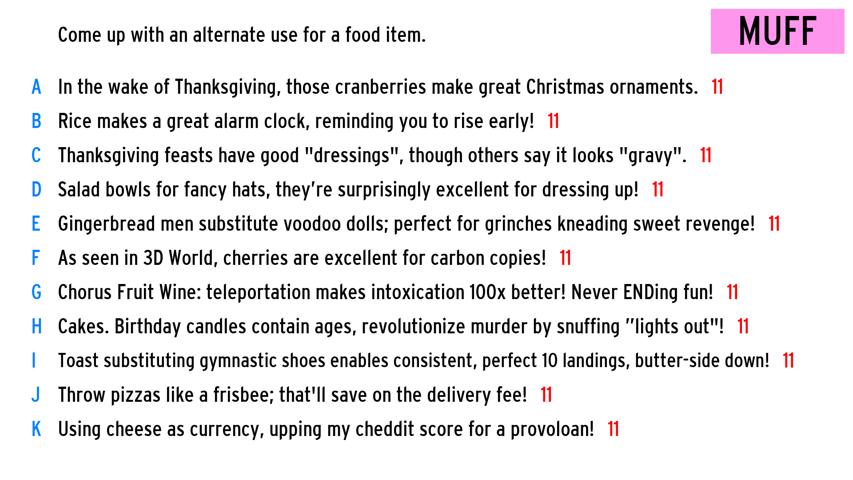 Come up with an alternate use for a food item.
MUFF
A In the wake of Thanksgiving, those cranberries make great Christmas ornaments. 11
B Rice makes a great alarm clock, reminding you to rise early! 11
C Thanksgiving feasts have good "dressings", though others say it looks "gravy". 11
D Salad bowls for fancy hats, they’re surprisingly excellent for dressing up! 11
E Gingerbread men substitute voodoo dolls; perfect for grinches kneading sweet revenge! 11
F As seen in 3D World, cherries are excellent for carbon copies! 11
G Chorus Fruit Wine: teleportation makes intoxication 100x better! Never ENDing fun! 11
H Cakes. Birthday candles contain ages, revolutionize murder by snuffing ”lights out"! 11
I Toast substituting gymnastic shoes enables consistent, perfect 10 landings, butter-side down! 11
J Throw pizzas like a frisbee; that'll save on the delivery fee! 11
K Using cheese as currency, upping my cheddit score for a provoloan! 11